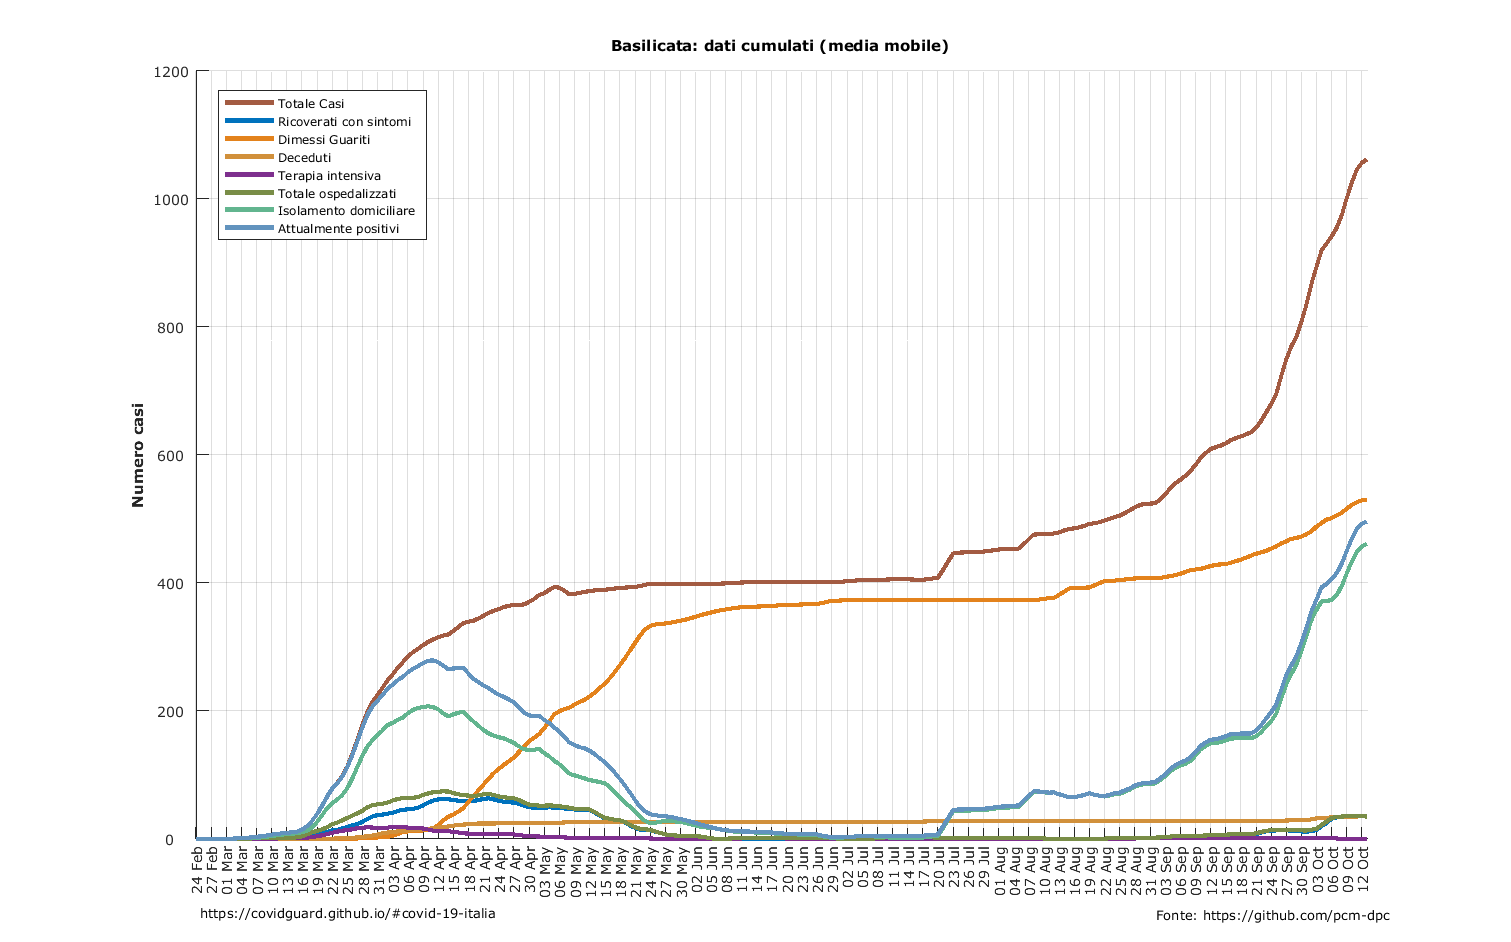 Basilicata: dati cumulati (media mobile)
1200
1000
800
600
400
200
0
Numero casi
Totale Casi
Ricoverati con sintomi
Dimessi Guariti
Deceduti
Terapia intensiva
Totale ospedalizzati
Isolamento domiciliare
Attualmente positivi
24 Feb
27 Feb
01 Mar
04 Mar
07 Mar
10 Mar
13 Mar
16 Mar
19 Mar
22 Mar
25 Mar
28 Mar
31 Mar
03 Apr
06 Apr
09 Apr
12 Apr
15 Apr
18 Apr
21 Apr
24 Apr
27 Apr
30 Apr
03 May
06 May
09 May
12 May
15 May
18 May
21 May
24 May
27 May
30 May
02 Jun
05 Jun
08 Jun
11 Jun
14 Jun
17 Jun
20 Jun
23 Jun
26 Jun
29 Jun
02 Jul
05 Jul
08 Jul
11 Jul
14 Jul
17 Jul
20 Jul
23 Jul
26 Jul
29 Jul
01 Aug
04 Aug
07 Aug
10 Aug
13 Aug
16 Aug
19 Aug
22 Aug
25 Aug
28 Aug
31 Aug
03 Sep
06 Sep
09 Sep
12 Sep
15 Sep
18 Sep
21 Sep
24 Sep
27 Sep
30 Sep
03 Oct
06 Oct
09 Oct
12 Oct
https://covidguard.github.io/#covid-19-italia
Fonte: https://github.com/pcm-dpc